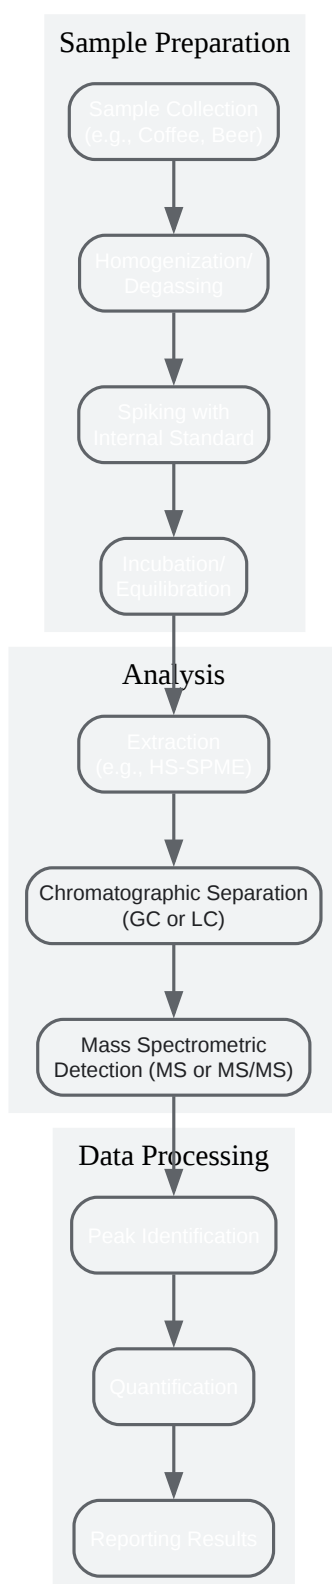 Sample Preparation
Sample Collection
(e.g., Coffee, Beer)
Homogenization/
Degassing
Spiking with
Internal Standard
Incubation/
Equilibration
Analysis
Extraction
(e.g., HS-SPME)
Chromatographic Separation
(GC or LC)
Mass Spectrometric
Detection (MS or MS/MS)
Data Processing
Peak Identification
Quantification
Reporting Results